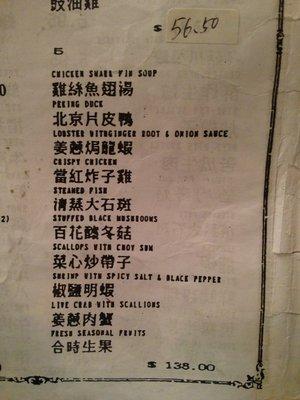 豉油雞
$ 56.50
5
CHICKEN SHARK FIN SOUP
雞絲魚翅湯
PEKING DUCK
北京片皮鴨
LOBSTER WITHGINGER ROOT & ONION SAUCE
姜蔥焗龍蝦
CRISPY CHICKEN
當紅炸子雞
STEAMED FISH
清蒸大石斑
STUFFED BLACK MUSHROOMS
百花釀冬菇
SCALLOPS WITH CHOY SUM
菜心炒帶子
SHRIMP WITH SPICY SALT & BLACK PEPPER
椒鹽明蝦
LIVE CRAB WITH SCALLIONS
姜蔥肉蟹
FRESH SEASONAL FRUITS
合時生果
$ 138.00